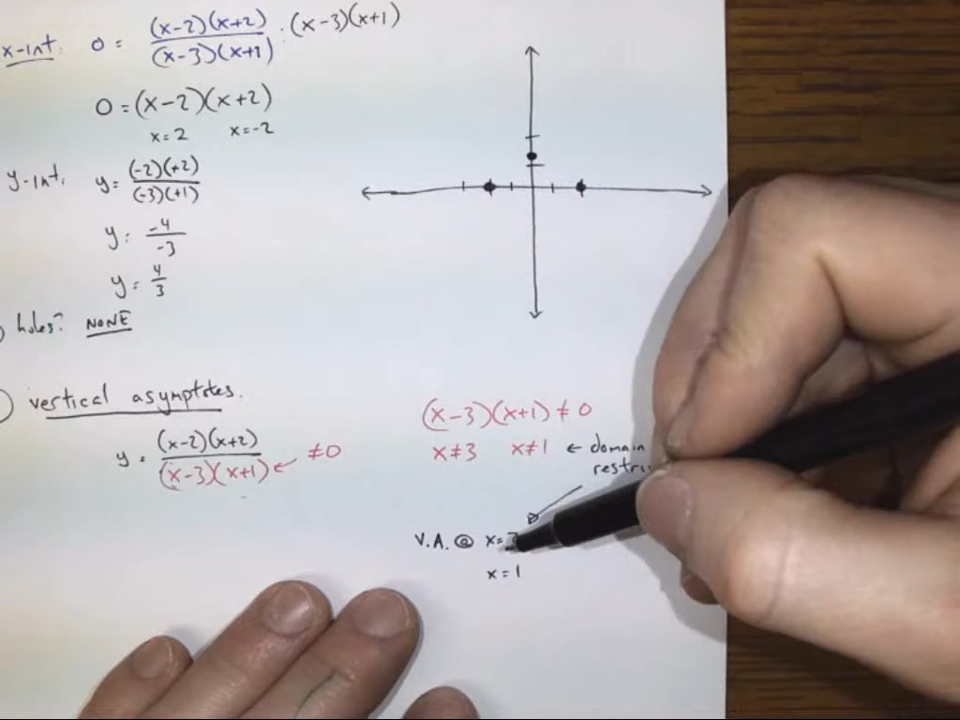 x-int: 0 = (x-2)(x+2) / (x-3)(x+1) · (x-3)(x+1)
0 = (x-2)(x+2)
x=2 x=-2
y-int: y = (-2)(+2) / (-3)(+1)
y = -4 / -3
y = 4 / 3
holes? NONE
vertical asymptotes.
y = (x-2)(x+2) / (x-3)(x+1) ← ≠0
(x-3)(x+1) ≠ 0
x≠3 x≠1 ← domain
V.A. @ x=
x=1